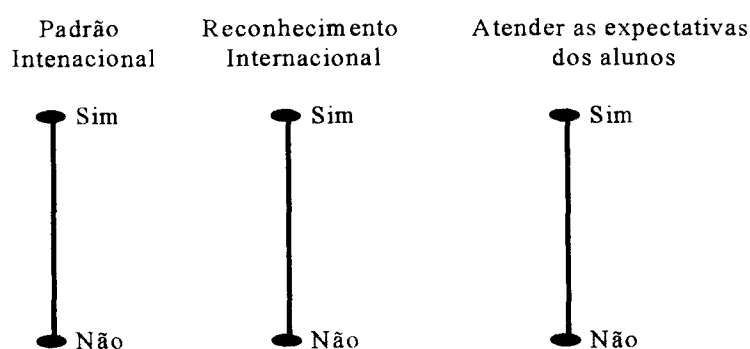 Padrão
Intenacional
Reconhecimento
Internacional
Atender as expectativas
dos alunos
Sim
Sim
Sim
Não
Não
Não